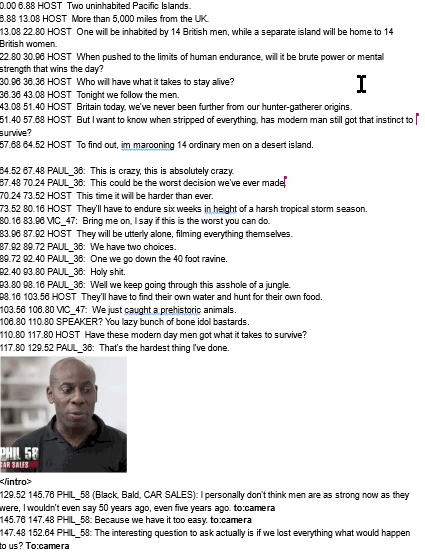 0.00 6.88 HOST  Two uninhabited Pacific Islands.
6.88 13.08 HOST  More than 5,000 miles from the UK.
13.08 22.80 HOST  One will be inhabited by 14 British men, while a separate island will be home to 14
British women.
22.80 30.96 HOST  When pushed to the limits of human endurance, will it be brute power or mental
strength that wins the day?
30.96 36.36 HOST  Who will have what it takes to stay alive?
36.36 43.08 HOST  Tonight we follow the men.
43.08 51.40 HOST  Britain today, we've never been further from our hunter-gatherer origins.
51.40 57.68 HOST  But I want to know when stripped of everything, has modern man still got that instinct to
survive?
57.68 64.52 HOST  To find out, im marooning 14 ordinary men on a desert island.
64.52 67.48 PAUL_36:  This is crazy, this is absolutely crazy.
67.48 70.24 PAUL_36:  This could be the worst decision we've ever made
70.24 73.52 HOST  This time it will be harder than ever.
73.52 80.16 HOST  They'll have to endure six weeks in height of a harsh tropical storm season.
80.16 83.96 VIC_47:  Bring me on, I say if this is the worst you can do.
83.96 87.92 HOST  They will be utterly alone, filming everything themselves.
87.92 89.72 PAUL_36:  We have two choices.
89.72 92.40 PAUL_36:  One we go down the 40 foot ravine.
92.40 93.80 PAUL_36:  Holy shit.
93.80 98.16 PAUL_36:  Well we keep going through this asshole of a jungle.
98.16 103.56 HOST  They'll have to find their own water and hunt for their own food.
103.56 106.80 VIC_47:  We just caught a prehistoric animals.
106.80 110.80 SPEAKER? You lazy bunch of bone idol bastards.
110.80 117.80 HOST  Have these modern day men got what it takes to survive?
117.80 129.52 PAUL_36:  That's the hardest thing I've done.
PHIL 58
CAR SALES
</intro>
129.52 145.76 PHIL_58 (Black, Bald, CAR SALES): I personally don't think men are as strong now as they
were, I wouldn't even say 50 years ago, even five years ago. to:camera
145.76 147.48 PHIL_58: Because we have it too easy. to:camera
147.48 152.64 PHIL_58: The interesting question to ask actually is if we lost everything what would happen
to us? To:camera